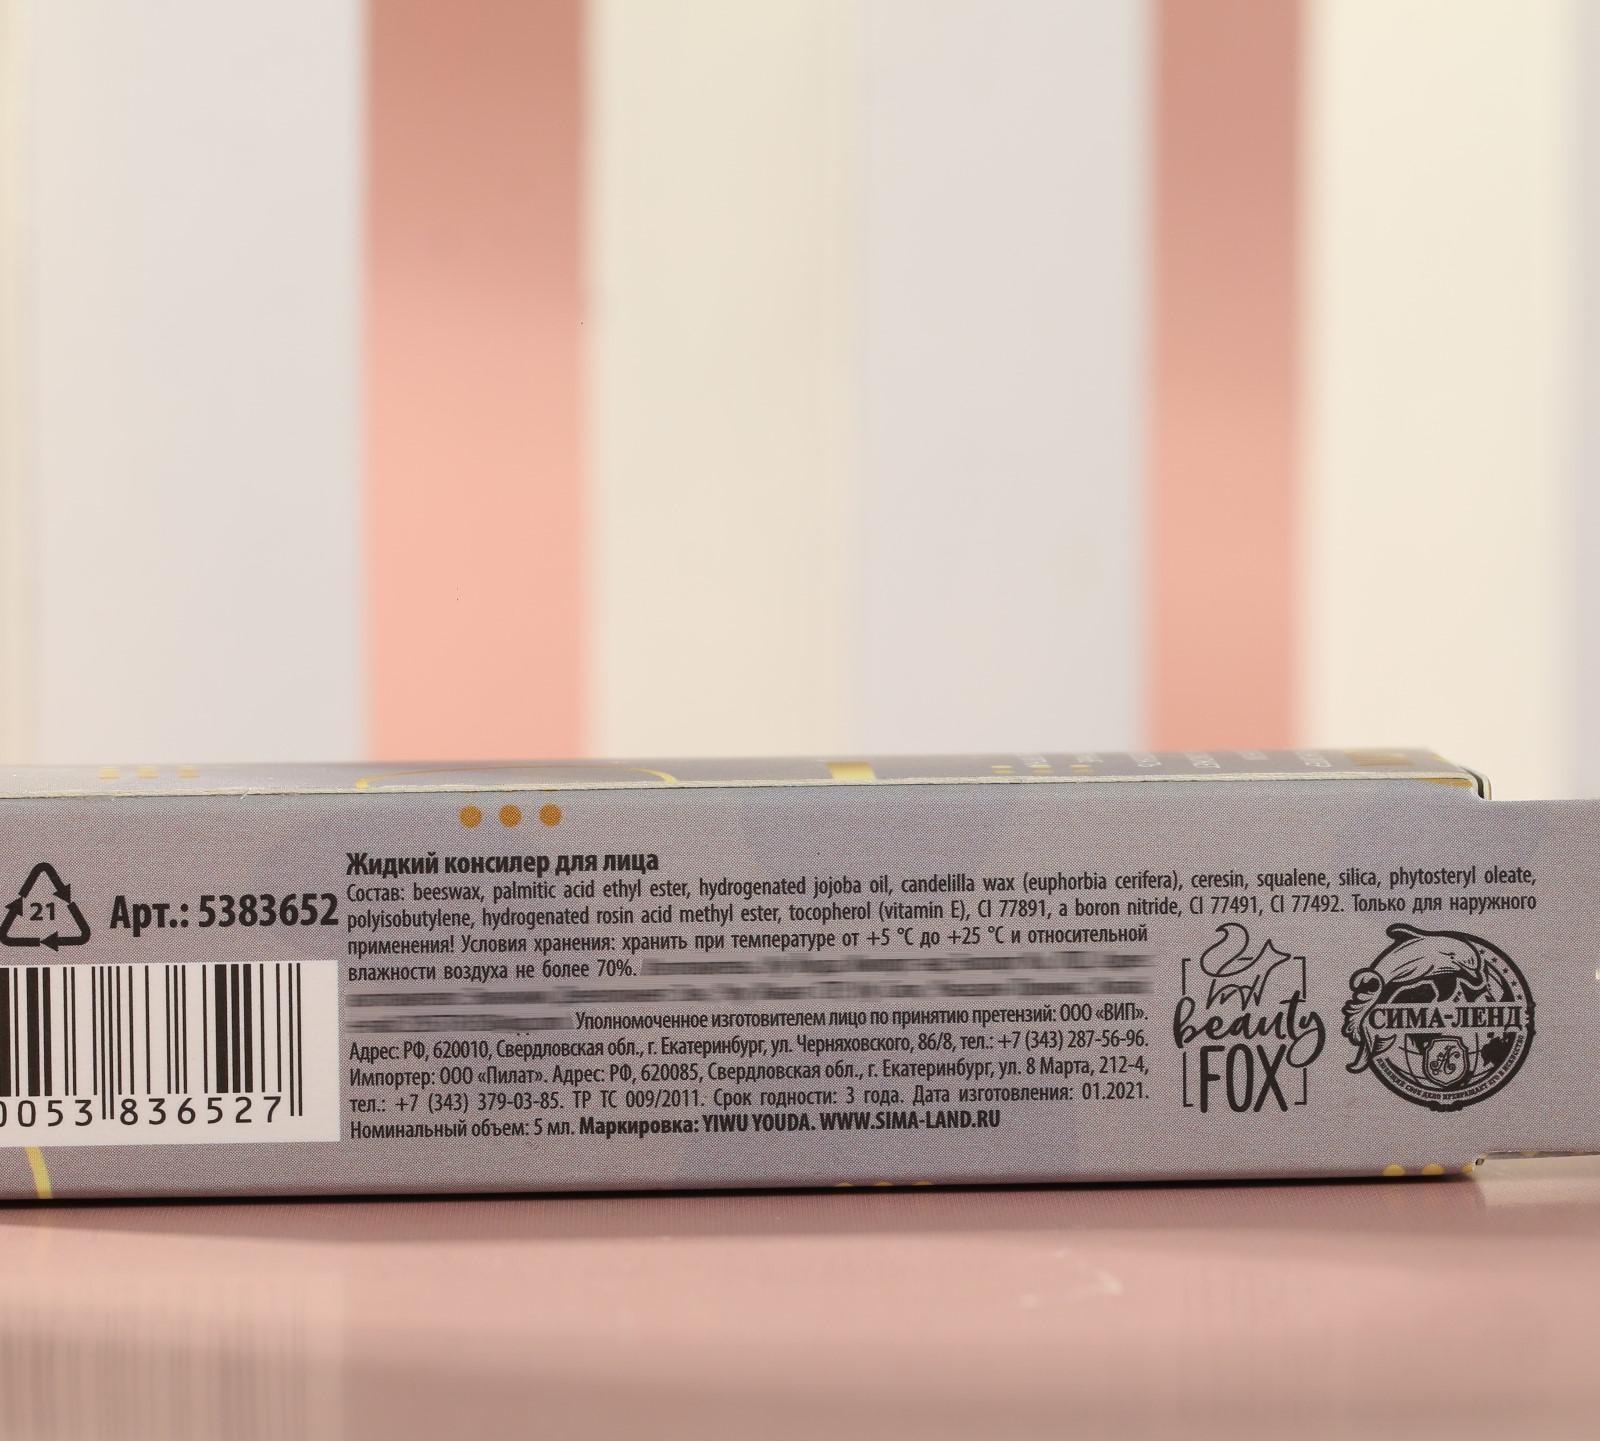 21
Арт.: 5383652
053 836527
Жидкий консилер для лица
Состав: beeswax, palmitic acid ethyl ester, hydrogenated jojoba oil, candelilla wax (euphorbia cerifera), ceresin, squalene, silica, phytosteryl oleate,
polyisobutylene, hydrogenated rosin acid methyl ester, tocopherol (vitamin E), CI 77891, a boron nitride, CI 77491, CI 77492. Только для наружного
применения! Условия хранения: хранить при температуре от +5 °C до +25 °C и относительной
влажности воздуха не более 70%.
Уполномоченное изготовителем лицо по принятию претензий: ООО «ВИП».
Адрес: РФ, 620010, Свердловская обл., г. Екатеринбург, ул. Черняховского, 86/8, тел.: +7 (343) 287-56-96.
Импортер: ООО «Пилат». Адрес: РФ, 620085, Свердловская обл., г. Екатеринбург, ул. 8 Марта, 212-4,
тел.: +7 (343) 379-03-85. ТР ТС 009/2011. Срок годности: 3 года. Дата изготовления: 01.2021.
Номинальный объем: 5 мл. Маркировка: YIWU YOUDA. WWW.SIMA-LAND.RU
beauty
FOX
СИМА-ЛЕНД